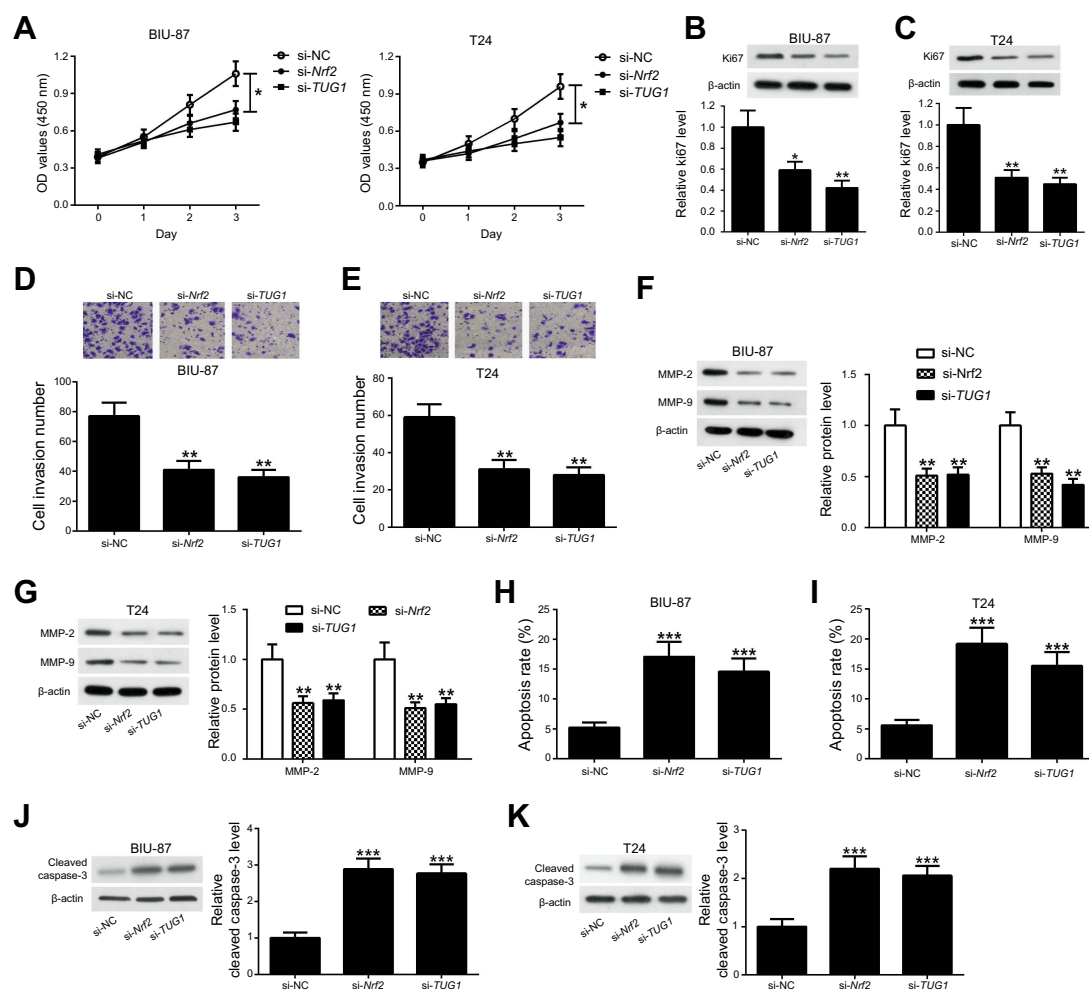 A
BIU-87
OD values (450 nm)
1.2
0.9
0.6
0.3
0.0
0 1 2 3
Day
si-NC
si-Nrf2
si-TUG1
*
T24
OD values (450 nm)
1.2
0.9
0.6
0.3
0.0
0 1 2 3
Day
si-NC
si-Nrf2
si-TUG1
*
B
BIU-87
Ki67
β-actin
Relative ki67 level
1.2
1.0
0.8
0.6
0.4
0.2
0.0
*
**
si-NC si-Nrf2 si-TUG1
C
T24
Ki67
β-actin
Relative ki67 level
1.2
1.0
0.8
0.6
0.4
0.2
0.0
**
**
si-NC si-Nrf2 si-TUG1
D
si-NC si-Nrf2 si-TUG1
BIU-87
Cell invasion number
100
80
60
40
20
0
**
**
si-NC si-Nrf2 si-TUG1
E
si-NC si-Nrf2 si-TUG1
T24
Cell invasion number
80
60
40
20
0
**
**
si-NC si-Nrf2 si-TUG1
F
BIU-87
MMP-2
MMP-9
β-actin
si-NC si-Nrf2 si-TUG1
si-NC
si-Nrf2
si-TUG1
Relative protein level
1.5
1.0
0.5
0.0
** **
** **
MMP-2 MMP-9
G
T24
MMP-2
MMP-9
β-actin
si-NC si-Nrf2 si-TUG1
si-NC si-Nrf2
si-TUG1
Relative protein level
1.5
1.0
0.5
0.0
** **
** **
MMP-2 MMP-9
H
BIU-87
Apoptosis rate (%)
25
20
15
10
5
0
***
***
si-NC si-Nrf2 si-TUG1
I
T24
Apoptosis rate (%)
25
20
15
10
5
0
***
***
si-NC si-Nrf2 si-TUG1
J
BIU-87
Cleaved
caspase-3
β-actin
si-NC si-Nrf2 si-TUG1
Relative
cleaved caspase-3 level
4
3
2
1
0
***
***
si-NC si-Nrf2 si-TUG1
K
T24
Cleaved
caspase-3
β-actin
si-NC si-Nrf2 si-TUG1
Relative
cleaved caspase-3 level
3
2
1
0
***
***
si-NC si-Nrf2 si-TUG1